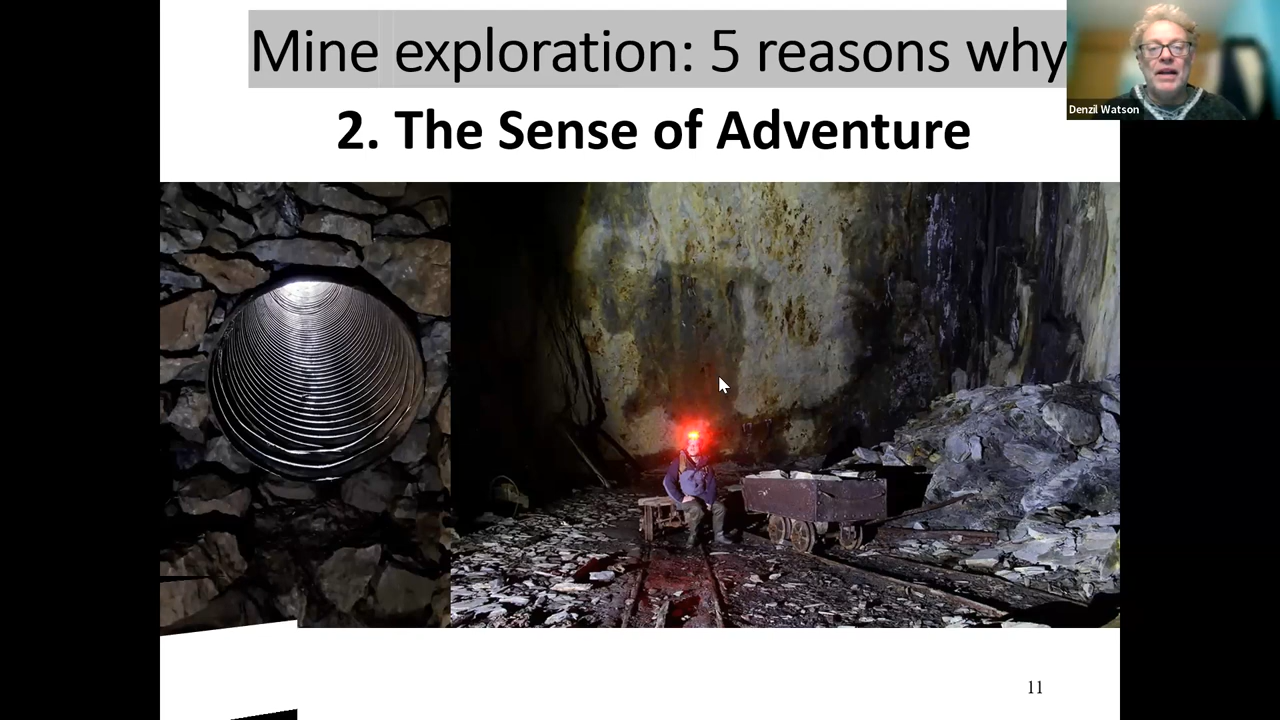 Mine exploration: 5 reasons why
Denzil Watson
2. The Sense of Adventure
11